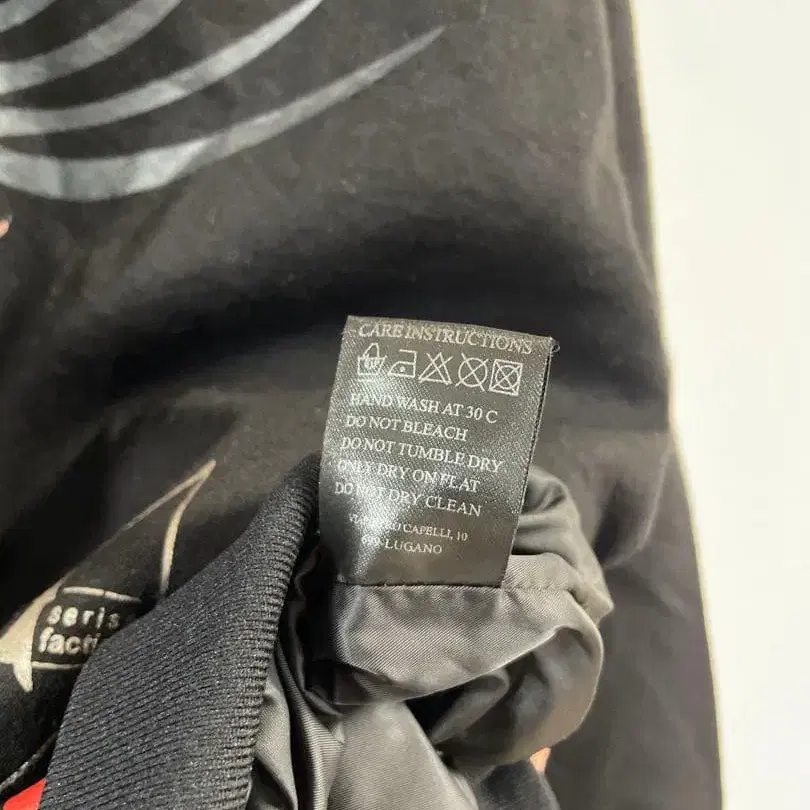 CARE INSTRUCTIONS
HAND WASH AT 30 C
DO NOT BLEACH
DO NOT TUMBLE DRY
ONLY DRY ON FLAT
DO NOT DRY CLEAN
CAPELLI, 10
-LUGANO
seris